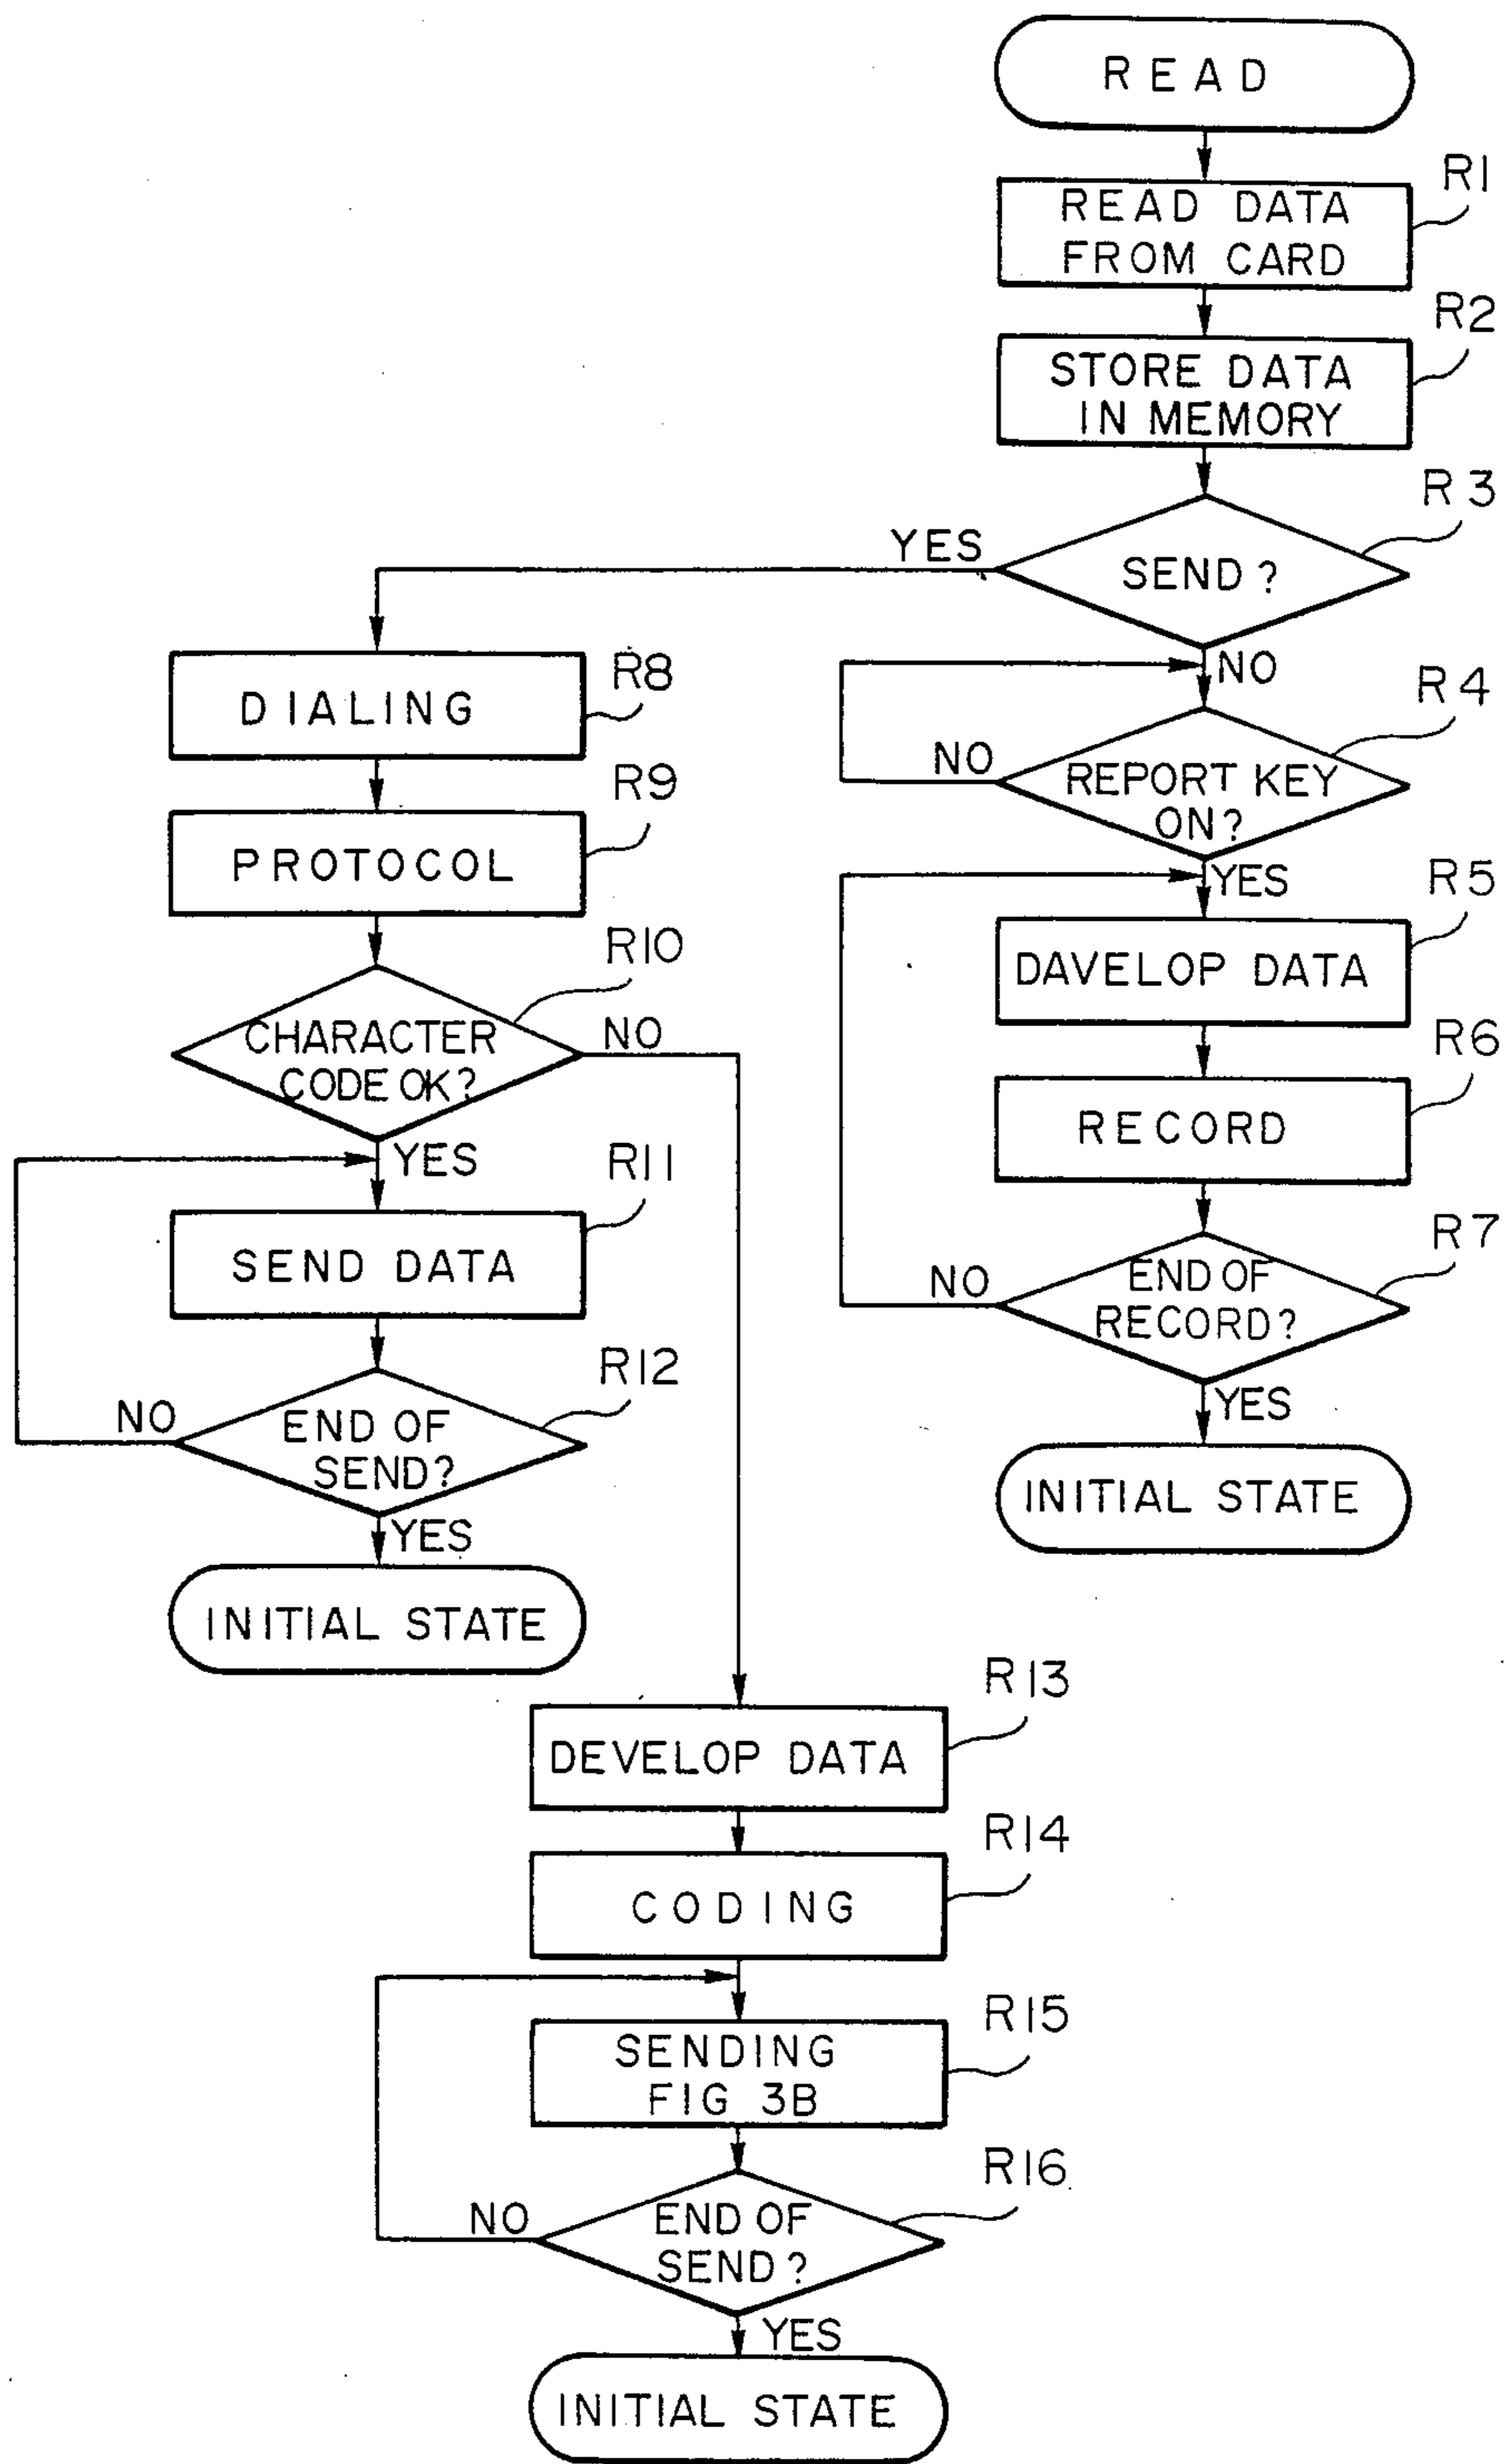 READ
R1
READ DATA
FROM CARD
R2
STORE DATA
IN MEMORY
R3
YES
SEND?
NO
R8
DIALING
R4
NO
REPORT KEY
ON?
YES
R9
PROTOCOL
R5
DAVELOP DATA
R10
CHARACTER
CODE OK?
NO
YES
R6
RECORD
R11
SEND DATA
R7
NO
END OF
RECORD?
YES
INITIAL STATE
R12
NO
END OF
SEND?
YES
INITIAL STATE
R13
DEVELOP DATA
R14
CODING
R15
SENDING
FIG 3B
R16
NO
END OF
SEND?
YES
INITIAL STATE